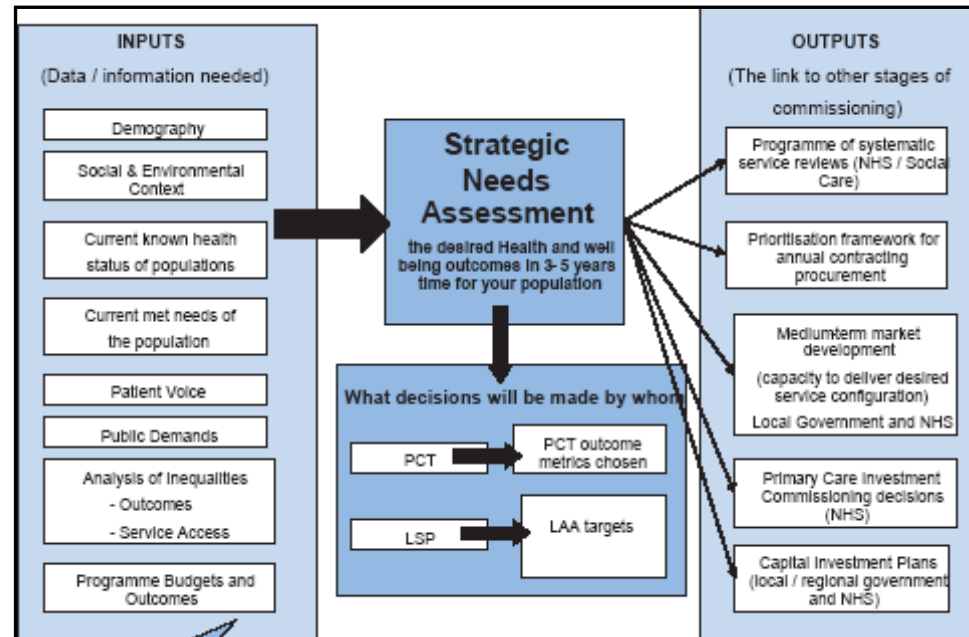 INPUTS
(Data / information needed)
Demography
Social & Environmental
Context
Current known health
status of populations
Current met needs of
the population
Patient Voice
Public Demands
Analysis of Inequalities
- Outcomes
- Service Access
Programme Budgets and
Outcomes
Strategic
Needs
Assessment
the desired Health and well
being outcomes in 3- 5 years
time for your population
What decisions will be made by whom
PCT
PCT outcome
metrics chosen
LSP
LAA targets
OUTPUTS
(The link to other stages of
commissioning)
Programme of systematic
service reviews (NHS / Social
Care)
Prioritisation framework for
annual contracting
procurement
Medium-term market
development
(capacity to deliver desired
service configuration)
Local Government and NHS
Primary Care Investment
Commissioning decisions
(NHS)
Capital Investment Plans
(local / regional government
and NHS)